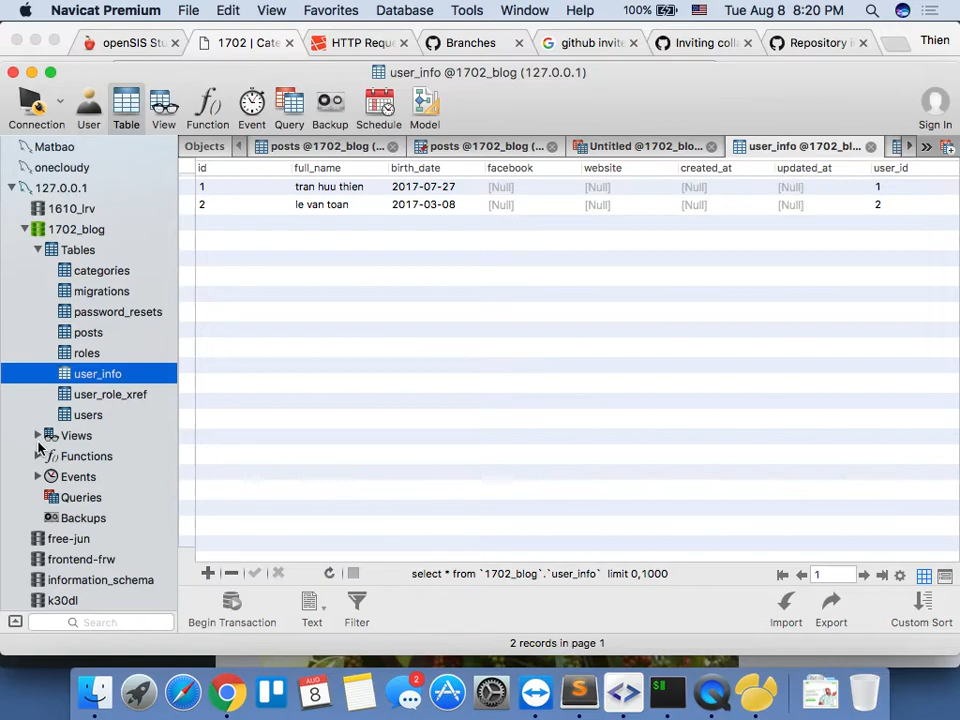 Navicat Premium File Edit View Favorites Database Tools Window Help 100% Tue Aug 8 8:20 PM
openSIS Stu 1702 | Cate HTTP Reque Branches github invite Inviting colla Repository i Thien
user_info @1702_blog (127.0.0.1)
Connection User Table View Function Event Query Backup Schedule Model Sign In
Objects posts @1702_blog (... posts @1702_blog (... Untitled @1702_blo... user_info @1702_bl...
Matbao
onecloudy
127.0.0.1
1610_lrv
1702_blog
Tables
categories
migrations
password_resets
posts
roles
user_info
user_role_xref
users
Views
Functions
Events
Queries
Backups
free-jun
frontend-frw
information_schema
k30dl
Search
id full_name birth_date facebook website created_at updated_at user_id
1 tran huu thien 2017-07-27 [Null] [Null] [Null] [Null] 1
2 le van toan 2017-03-08 [Null] [Null] [Null] [Null] 2
select * from `1702_blog`.`user_info` limit 0,1000 1
Begin Transaction Text Filter Import Export Custom Sort
2 records in page 1
AUG
8
2